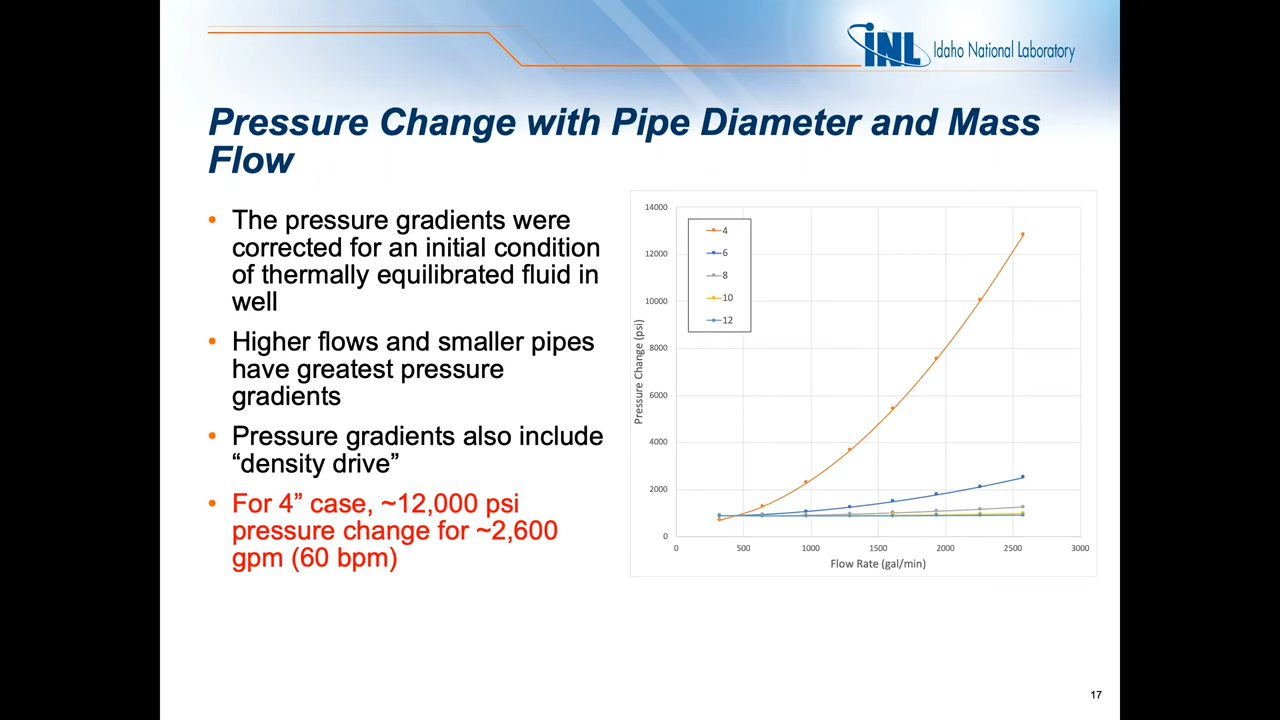 INL Idaho National Laboratory
Pressure Change with Pipe Diameter and Mass
Flow
• The pressure gradients were
corrected for an initial condition
of thermally equilibrated fluid in
well
• Higher flows and smaller pipes
have greatest pressure
gradients
• Pressure gradients also include
“density drive”
• For 4” case, ~12,000 psi
pressure change for ~2,600
gpm (60 bpm)
Pressure Change (psi)
14000
12000
10000
8000
6000
4000
2000
0
4
6
8
10
12
0 500 1000 1500 2000 2500 3000
Flow Rate (gal/min)
17